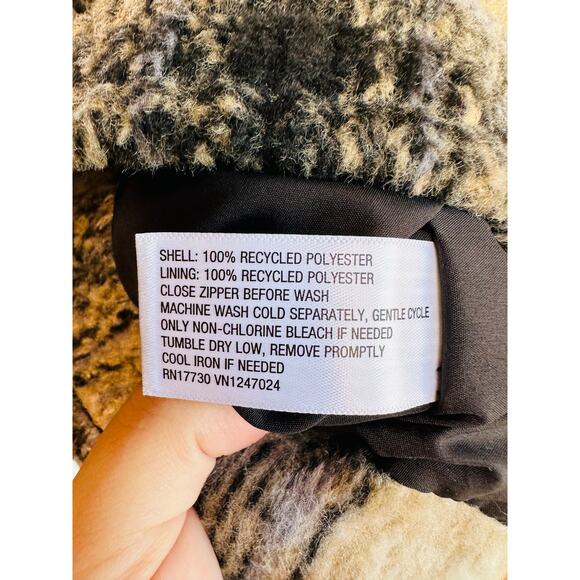 SHELL: 100% RECYCLED POLYESTER
LINING: 100% RECYCLED POLYESTER
CLOSE ZIPPER BEFORE WASH
MACHINE WASH COLD SEPARATELY, GENTLE CYCLE
ONLY NON-CHLORINE BLEACH IF NEEDED
TUMBLE DRY LOW, REMOVE PROMPTLY
COOL IRON IF NEEDED
RN17730 VN1247024